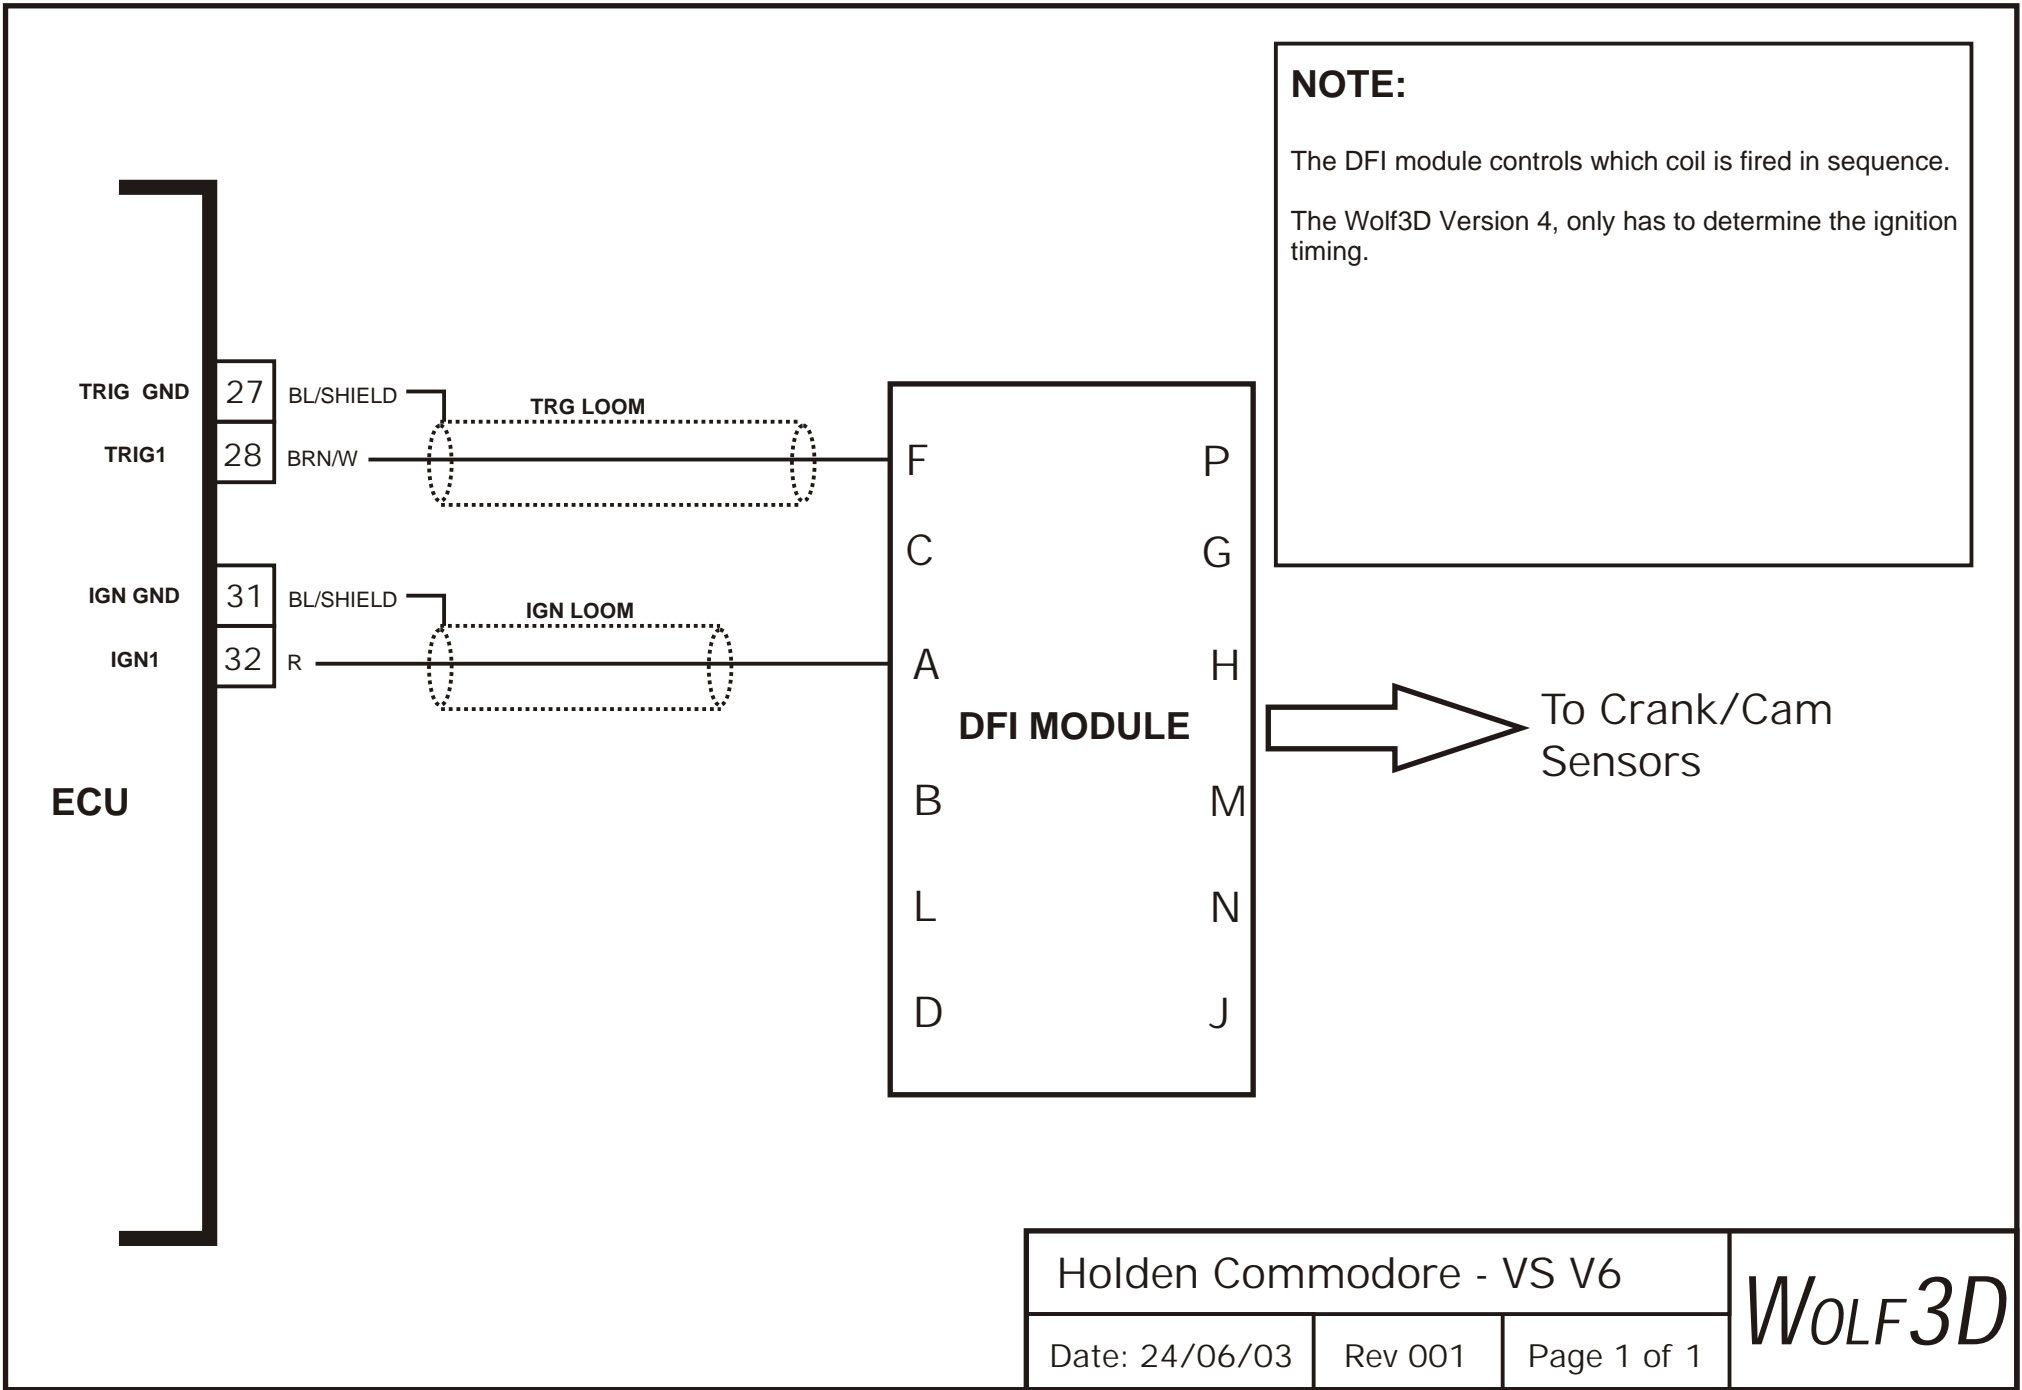 NOTE:
The DFI module controls which coil is fired in sequence.
The Wolf3D Version 4, only has to determine the ignition
timing.
TRIG GND 27 BL/SHIELD
TRG LOOM
TRIG1 28 BRN/W
IGN GND 31 BL/SHIELD
IGN LOOM
IGN1 32 R
ECU
F P
C G
A H
DFI MODULE
B M
L N
D J
To Crank/Cam
Sensors
Holden Commodore - VS V6
Date: 24/06/03 Rev 001 Page 1 of 1
WOLF3D